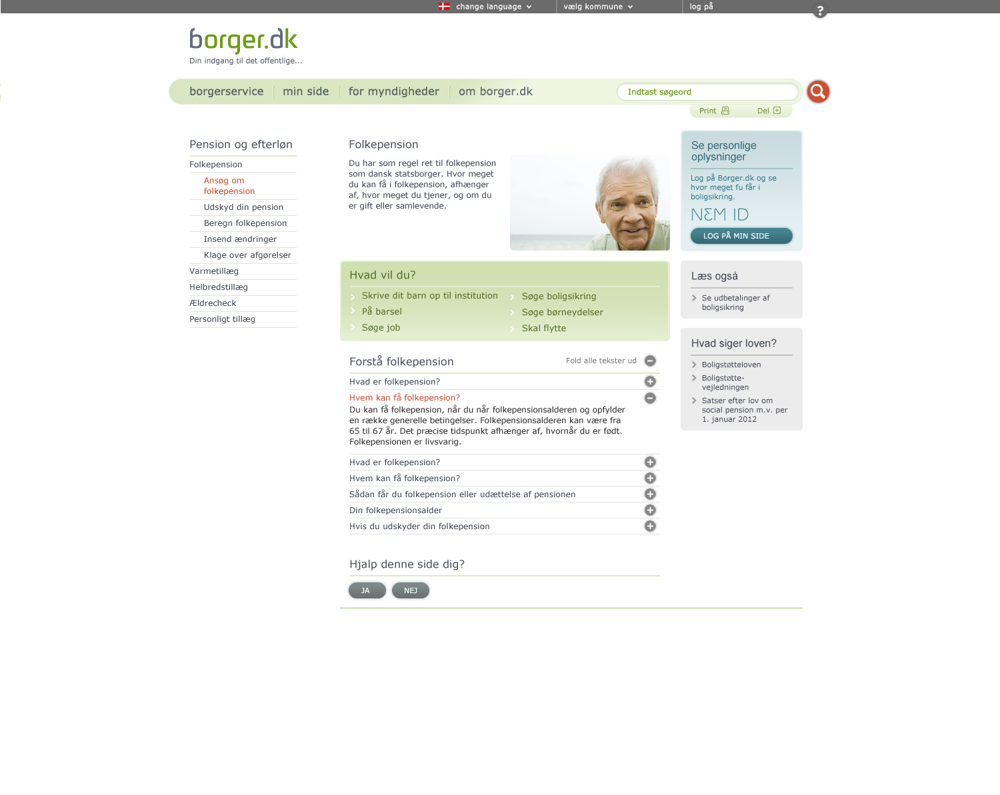 change language
vælg kommune
log på
?
borger.dk
Din indgang til det offentlige...
borgerservice
min side
for myndigheder
om borger.dk
Indtast søgeord
Print
Del
Pension og efterløn
Folkepension
Ansøg om
folkepension
Udskyd din pension
Beregn folkepension
Insend ændringer
Klage over afgørelser
Varmetillæg
Helbredstillæg
Ældrecheck
Personligt tillæg
Folkepension
Du har som regel ret til folkepension
som dansk statsborger. Hvor meget
du kan få i folkepension, afhænger
af, hvor meget du tjener, og om du
er gift eller samlevende.
Hvad vil du?
Skrive dit barn op til institution
På barsel
Søge job
Søge boligsikring
Søge børneydelser
Skal flytte
Forstå folkepension
Fold alle tekster ud
Hvad er folkepension?
Hvem kan få folkepension?
Du kan få folkepension, når du når folkepensionsalderen og opfylder
en række generelle betingelser. Folkepensionsalderen kan være fra
65 til 67 år. Det præcise tidspunkt afhænger af, hvornår du er født.
Folkepensionen er livsvarig.
Hvad er folkepension?
Hvem kan få folkepension?
Sådan får du folkepension eller udættelse af pensionen
Din folkepensionsalder
Hvis du udskyder din folkepension
Hjalp denne side dig?
JA
NEJ
Se personlige
oplysninger
Log på Borger.dk og se
hvor meget fu får i
boligsikring.
NEM ID
LOG PÅ MIN SIDE
Læs også
Se udbetalinger af
boligsikring
Hvad siger loven?
Boligstøtteloven
Boligstøtte-
vejledningen
Satser efter lov om
social pension m.v. per
1. januar 2012